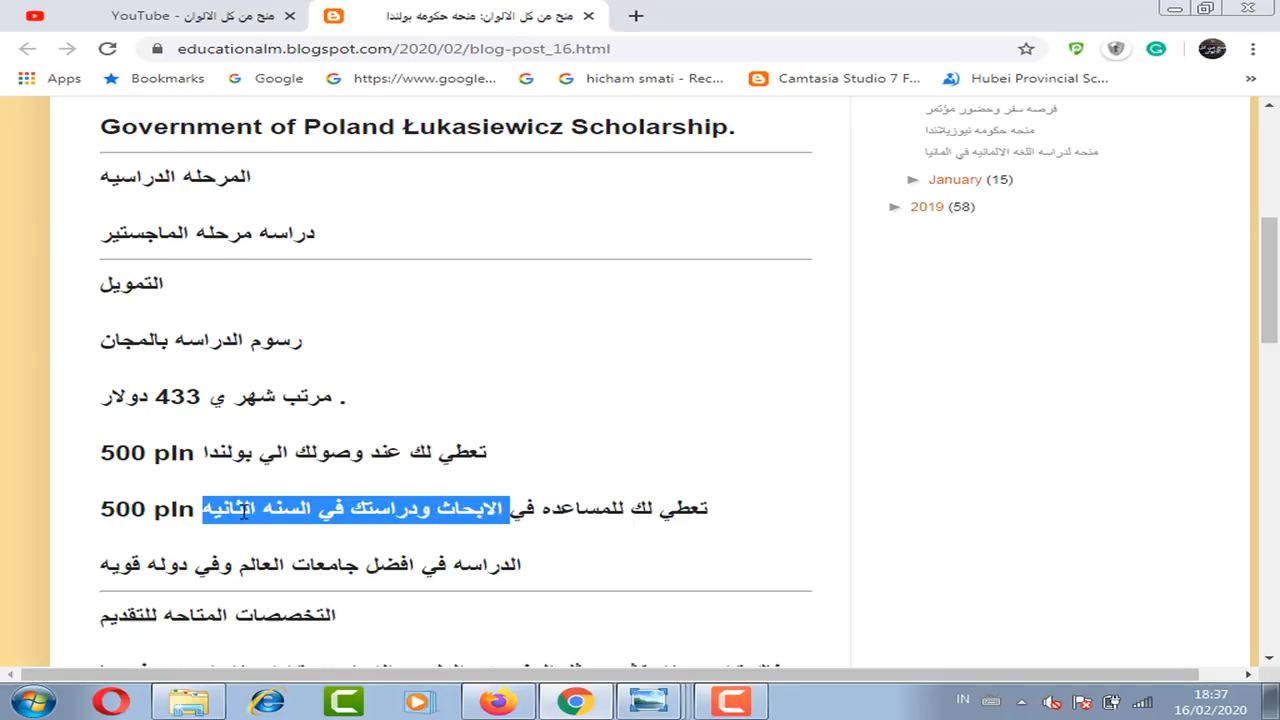 منح من كل الالوان - YouTube
منح من كل الالوان: منحه حكومه بولندا
educationalm.blogspot.com/2020/02/blog-post_16.html
Apps
Bookmarks
Google
https://www.google...
hicham smati - Rec...
Camtasia Studio 7 F...
Hubei Provincial Sc...
»
Government of Poland Łukasiewicz Scholarship.
المرحله الدراسيه
دراسه مرحله الماجستير
التمويل
رسوم الدراسه بالمجان
مرتب شهر ي 433 دولار .
500 pln تعطي لك عند وصولك الي بولندا
500 pln تعطي لك للمساعده في الابحاث ودراستك في السنه الثانيه
الدراسه في افضل جامعات العالم وفي دوله قويه
التخصصات المتاحه للتقديم
فرصه سفر وحضور مؤتمر
منحه حكومه نيوزيلاندا
منحه لدراسه اللغه الالمانيه في المانيا
January (15)
2019 (58)
IN
18:37
16/02/2020